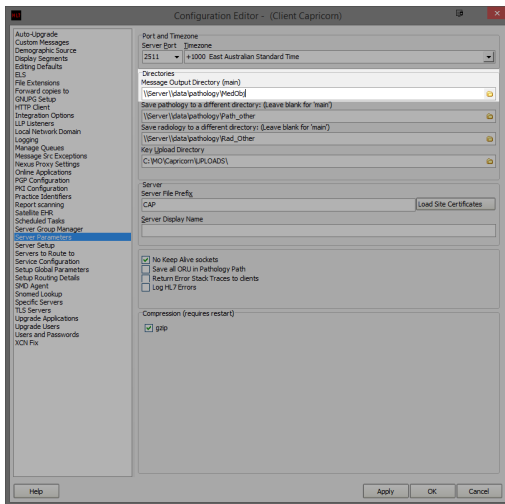 Configuration Editor - (Client Capricorn)
Auto-Upgrade
Custom Messages
Demographic Source
Display Segments
Editing Defaults
ELS
File Extensions
Forward copies to
GNUPG Setup
HTTP Client
Integration Options
LLP Listeners
Local Network Domain
Logging
Manage Queues
Message Src Exceptions
Nexus Proxy Settings
Online Applications
PGP Configuration
PKI Configuration
Practice Identifiers
Report scanning
Satellite EHR
Scheduled Tasks
Server Group Manager
Server Parameters
Server Setup
Servers to Route to
Service Configuration
Setup Global Parameters
Setup Routing Details
SMD Agent
Snomed Lookup
Specific Servers
TLS Servers
Upgrade Applications
Upgrade Users
Users and Passwords
XCN Fix
Port and Timezone
Server Port Timezone
2511 +1000 East Australian Standard Time
Directories
Message Output Directory (main)
\\Server\\data\pathology\MedObj
Save pathology to a different directory: (Leave blank for 'main')
\\Server\\data\pathology\Path_other
Save radiology to a different directory: (Leave blank for 'main')
\\Server\\data\pathology\Rad_Other
Key Upload Directory
C:\MO\Capricorn\UPLOADS\
Server
Server File Prefix
CAP Load Site Certificates
Server Display Name
No Keep Alive sockets
Save all ORU in Pathology Path
Return Error Stack Traces to clients
Log HL7 Errors
Compression (requires restart)
gzip
Help Apply OK Cancel